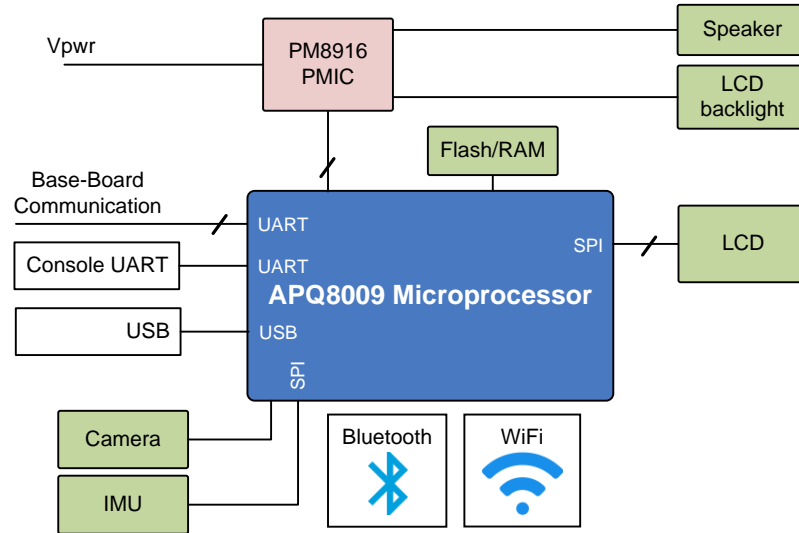 Vpwr
PM8916
PMIC
Speaker
LCD
backlight
Flash/RAM
Base-Board
Communication
UART
SPI
LCD
Console UART
UART
APQ8009 Microprocessor
USB
USB
SPI
Camera
IMU
Bluetooth
WiFi